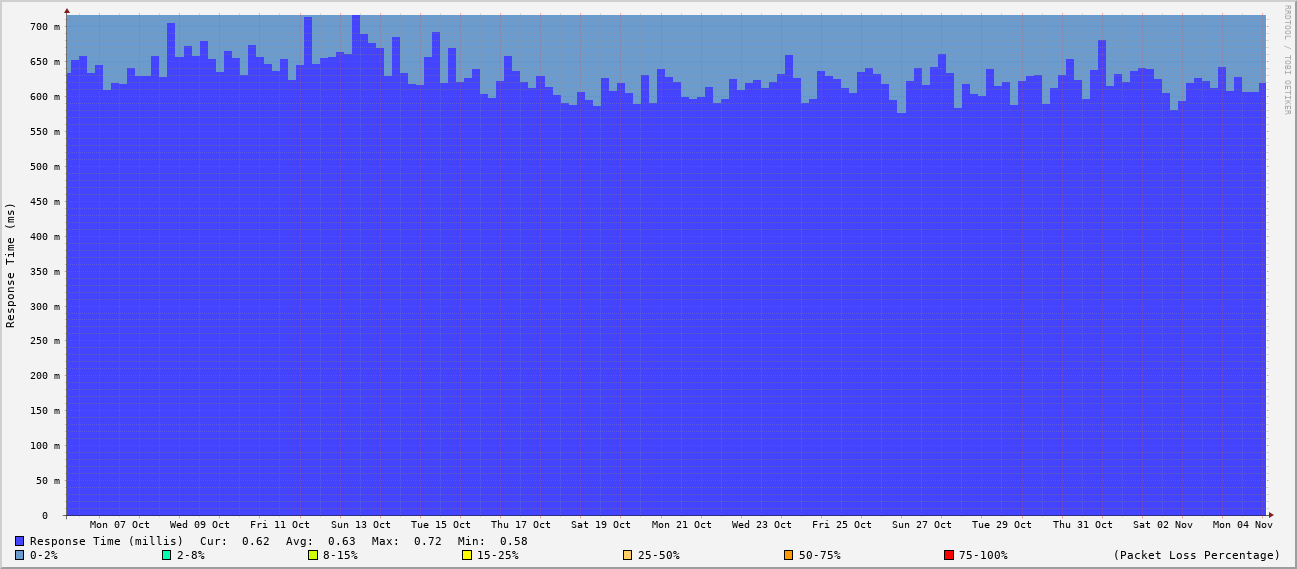 RRDTOOL / TOBI OETIKER
Response Time (ms)
700 m
650 m
600 m
550 m
500 m
450 m
400 m
350 m
300 m
250 m
200 m
150 m
100 m
50 m
0
Mon 07 Oct Wed 09 Oct Fri 11 Oct Sun 13 Oct Tue 15 Oct Thu 17 Oct Sat 19 Oct Mon 21 Oct Wed 23 Oct Fri 25 Oct Sun 27 Oct Tue 29 Oct Thu 31 Oct Sat 02 Nov Mon 04 Nov
Response Time (millis) Cur: 0.62 Avg: 0.63 Max: 0.72 Min: 0.58
0-2% 2-8% 8-15% 15-25% 25-50% 50-75% 75-100% (Packet Loss Percentage)